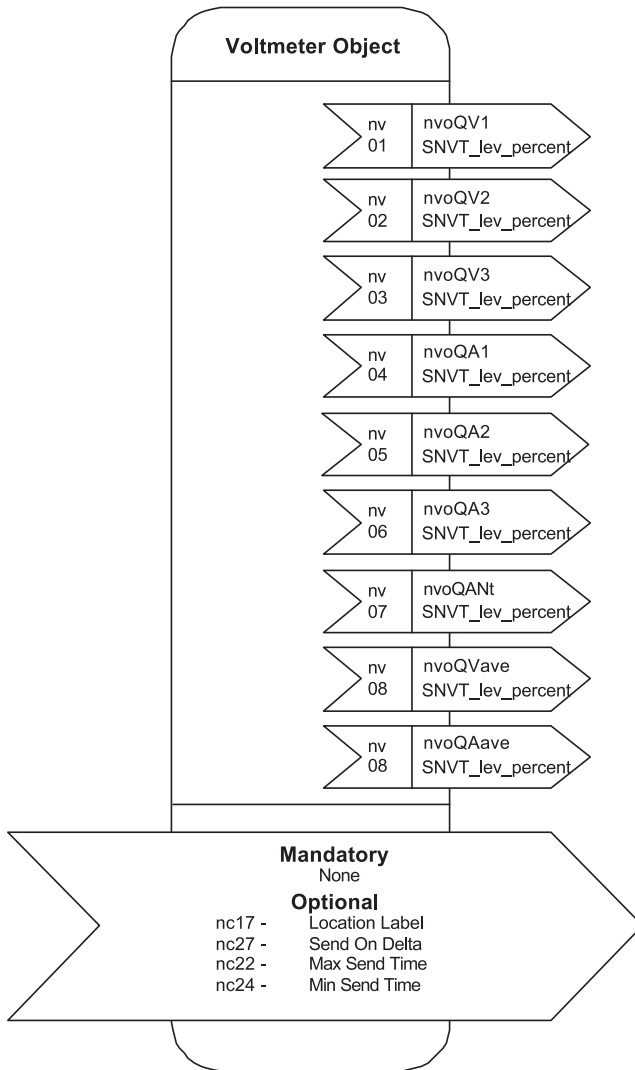 Voltmeter Object
nv
01
nvoQV1
SNVT_lev_percent
nv
02
nvoQV2
SNVT_lev_percent
nv
03
nvoQV3
SNVT_lev_percent
nv
04
nvoQA1
SNVT_lev_percent
nv
05
nvoQA2
SNVT_lev_percent
nv
06
nvoQA3
SNVT_lev_percent
nv
07
nvoQANt
SNVT_lev_percent
nv
08
nvoQVave
SNVT_lev_percent
nv
08
nvoQAave
SNVT_lev_percent
Mandatory
None
Optional
nc17 - Location Label
nc27 - Send On Delta
nc22 - Max Send Time
nc24 - Min Send Time